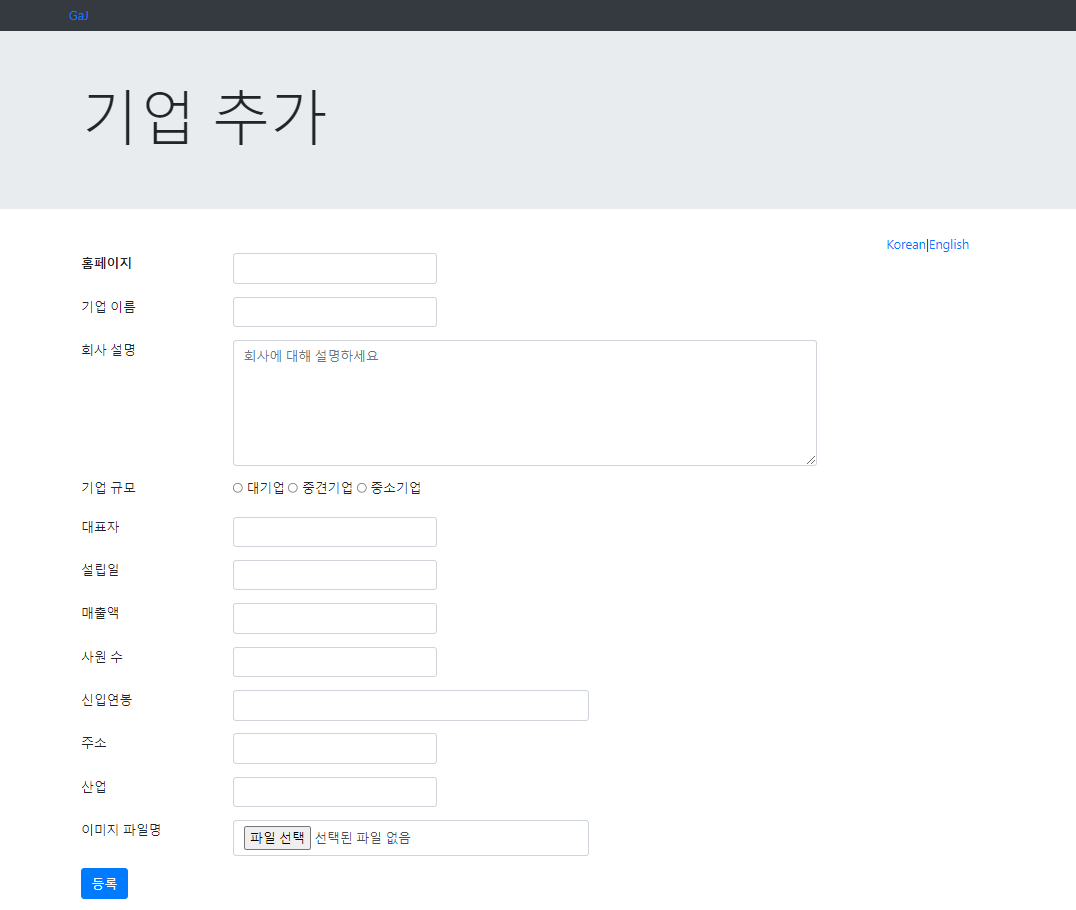 GaJ
기업 추가
Korean|English
홈페이지
기업 이름
회사 설명
회사에 대해 설명하세요
기업 규모
대기업 중견기업 중소기업
대표자
설립일
매출액
사원 수
신입연봉
주소
산업
이미지 파일명
파일 선택 선택된 파일 없음
등록